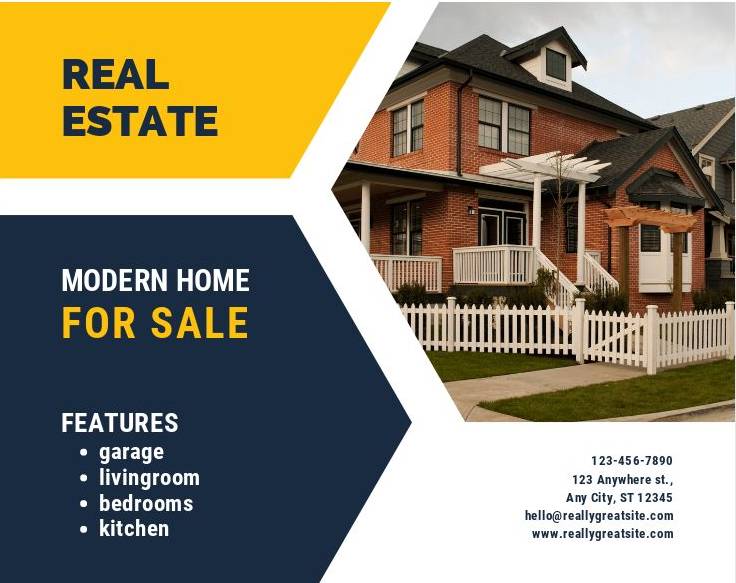 REAL
ESTATE
MODERN HOME
FOR SALE
FEATURES
• garage
• livingroom
• bedrooms
• kitchen
123-456-7890
123 Anywhere st.,
Any City, ST 12345
hello@reallygreatsite.com
www.reallygreatsite.com